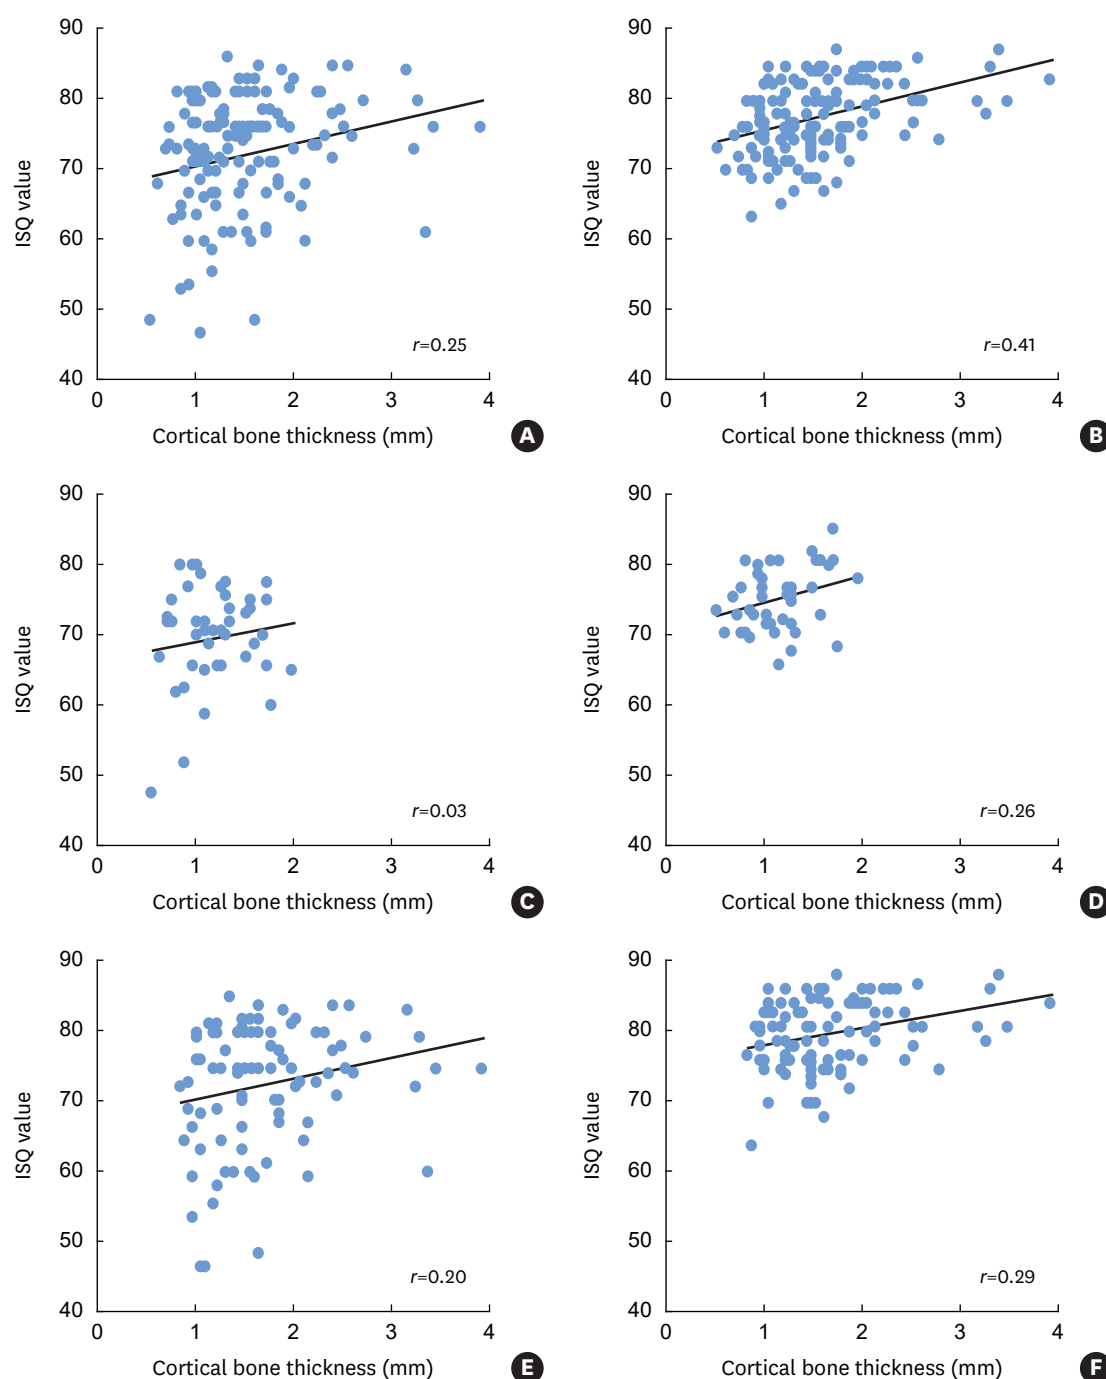 90
80
70
60
50
40
ISQ value
r=0.25
0 1 2 3 4
Cortical bone thickness (mm)
A
90
80
70
60
50
40
ISQ value
r=0.41
0 1 2 3 4
Cortical bone thickness (mm)
B
90
80
70
60
50
40
ISQ value
r=0.03
0 1 2 3 4
Cortical bone thickness (mm)
C
90
80
70
60
50
40
ISQ value
r=0.26
0 1 2 3 4
Cortical bone thickness (mm)
D
90
80
70
60
50
40
ISQ value
r=0.20
0 1 2 3 4
Cortical bone thickness (mm)
E
90
80
70
60
50
40
ISQ value
r=0.29
0 1 2 3 4
Cortical bone thickness (mm)
F